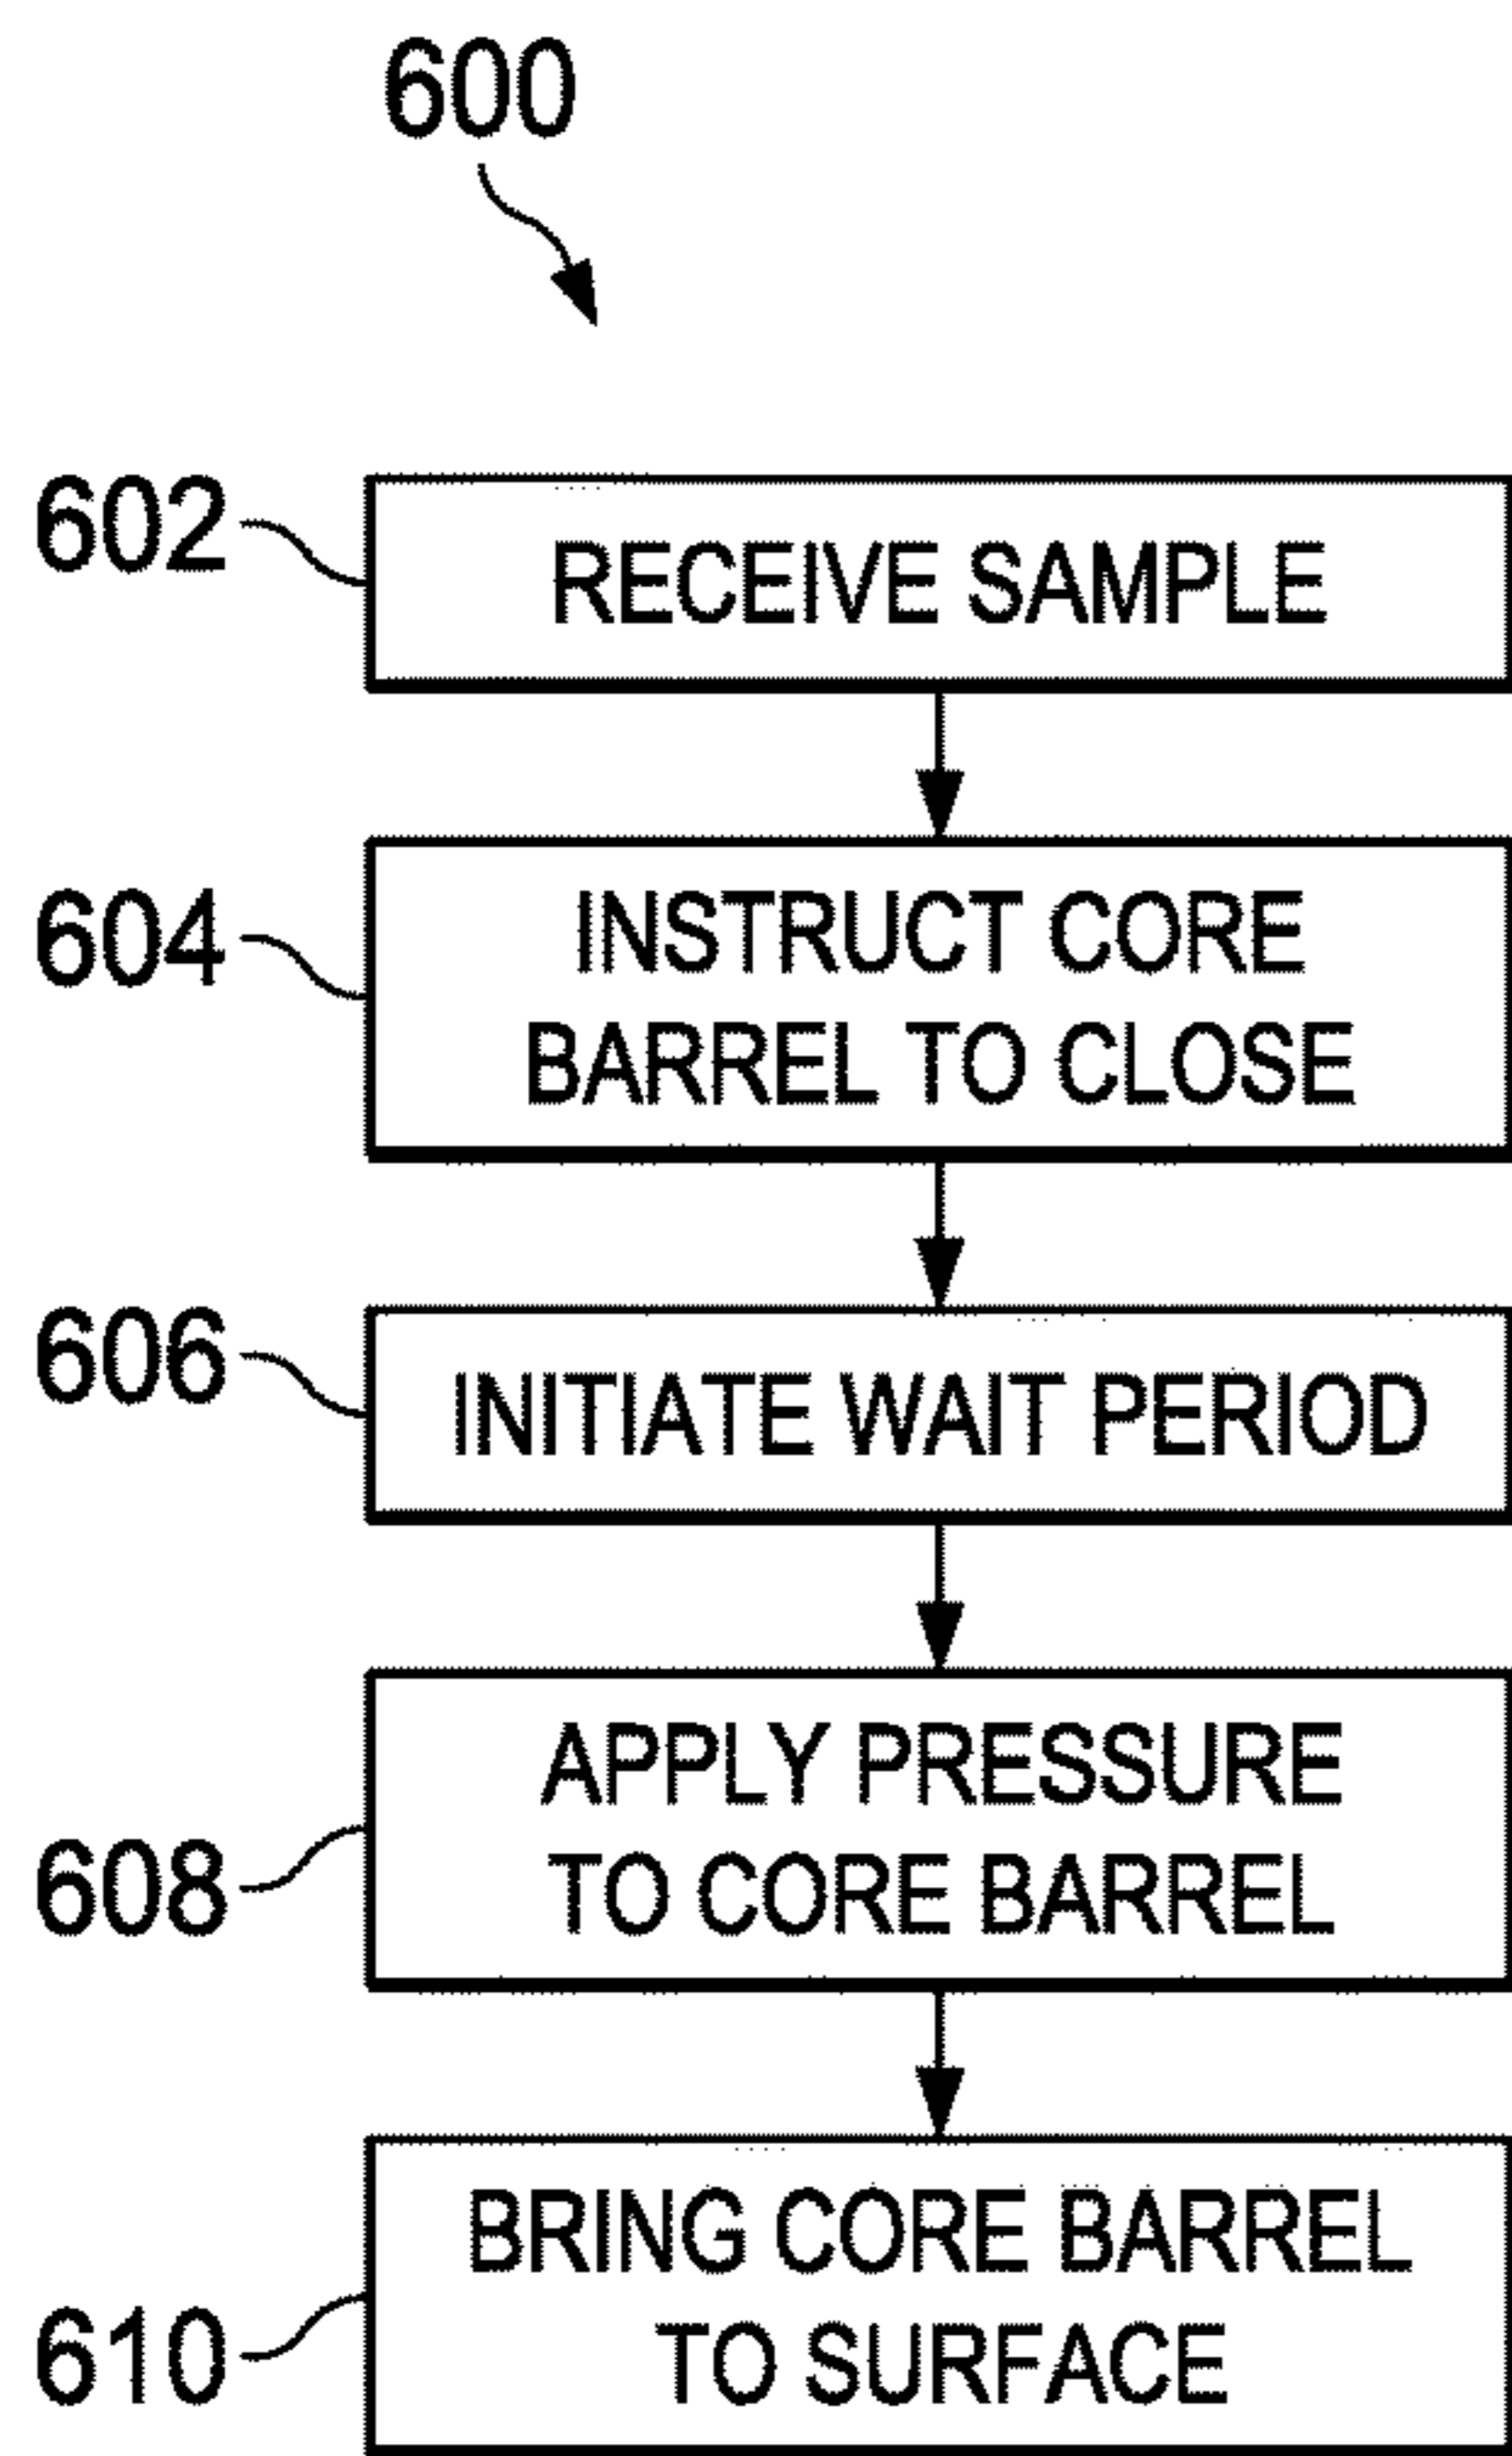 600
602
RECEIVE SAMPLE
604
INSTRUCT CORE
BARREL TO CLOSE
606
INITIATE WAIT PERIOD
608
APPLY PRESSURE
TO CORE BARREL
610
BRING CORE BARREL
TO SURFACE